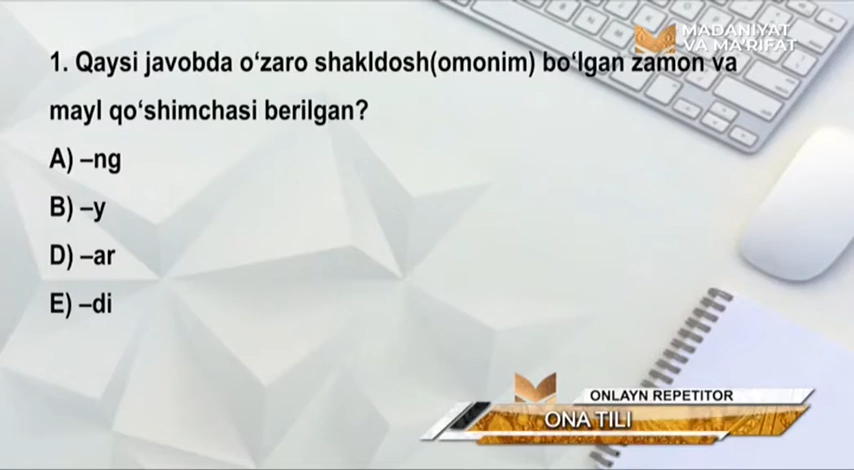 MADANIYAT
VA MA'RIFAT
1. Qaysi javobda o‘zaro shakldosh(omonim) bo‘lgan zamon va
mayl qo‘shimchasi berilgan?
A) –ng
B) –y
D) –ar
E) –di
ONLAYN REPETITOR
ONA TILI